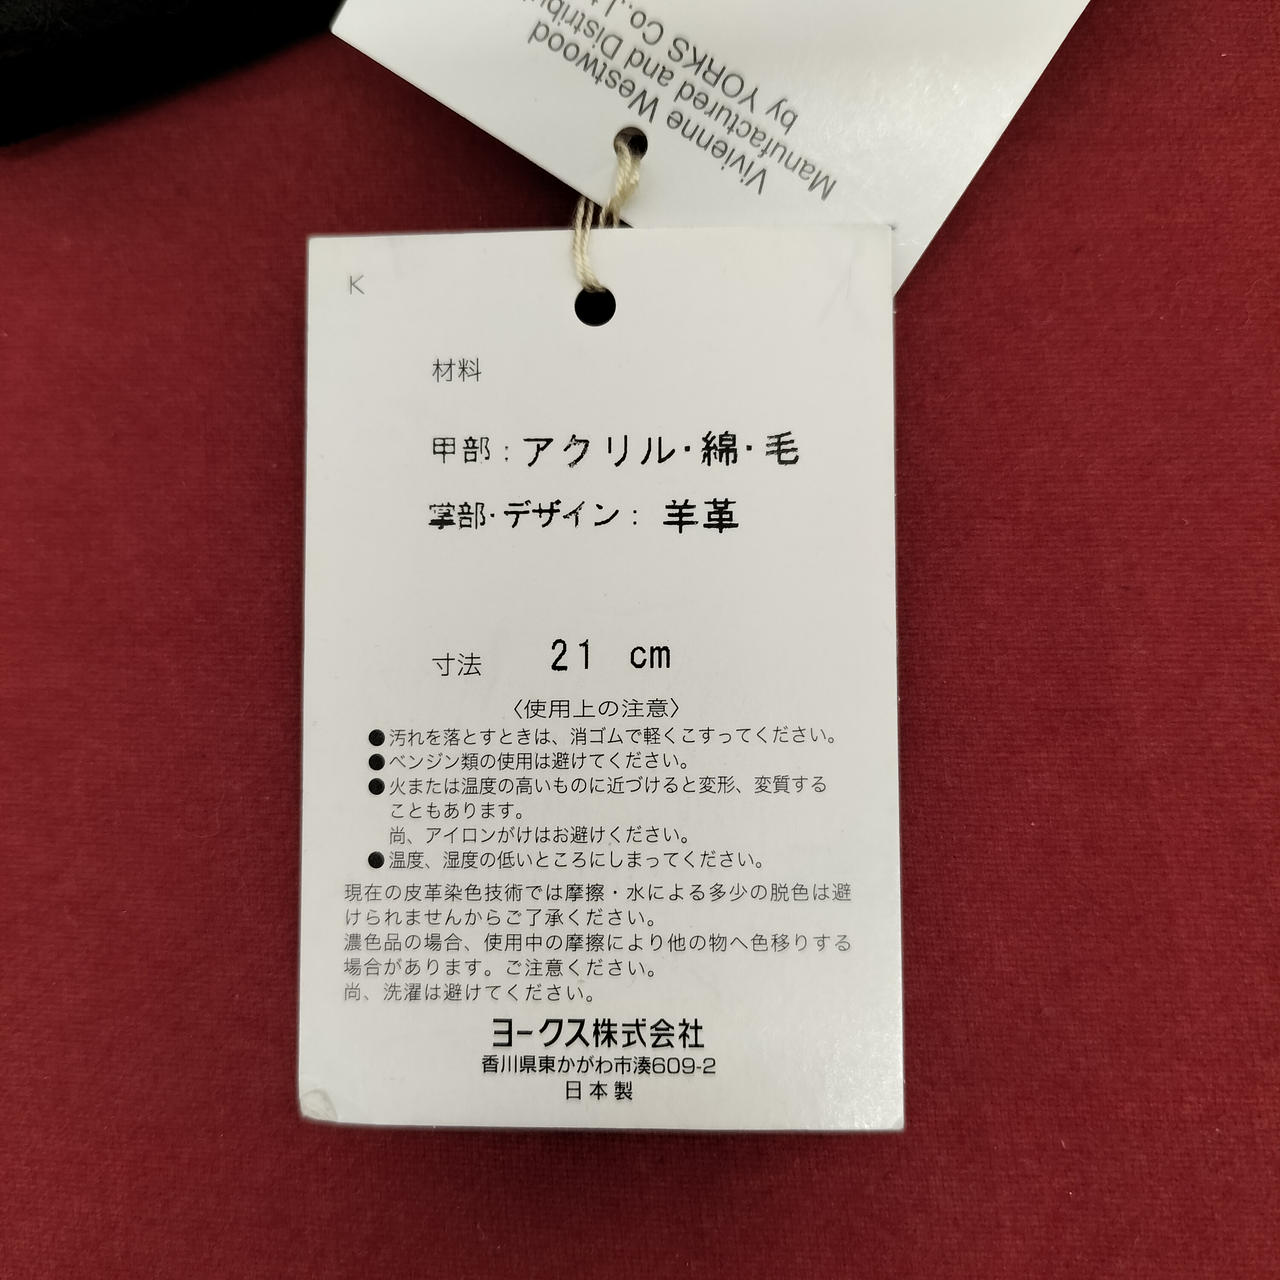 Vivienne Westwood
Manufactured and
by YORKS Co.,
K
材料
甲部：アクリル・綿・毛
掌部・デザイン：羊革
寸法 21 cm
〈使用上の注意〉
●汚れを落とすときは、消ゴムで軽くこすってください。
●ベンジン類の使用は避けてください。
●火または温度の高いものに近づけると変形、変質する
こともあります。
尚、アイロンがけはお避けください。
●温度、湿度の低いところにしまってください。
現在の皮革染色技術では摩擦・水による多少の脱色は避
けられませんからご了承ください。
濃色品の場合、使用中の摩擦により他の物へ色移りする
場合があります。ご注意ください。
尚、洗濯は避けてください。
ヨークス株式会社
香川県東かがわ市湊609-2
日本製